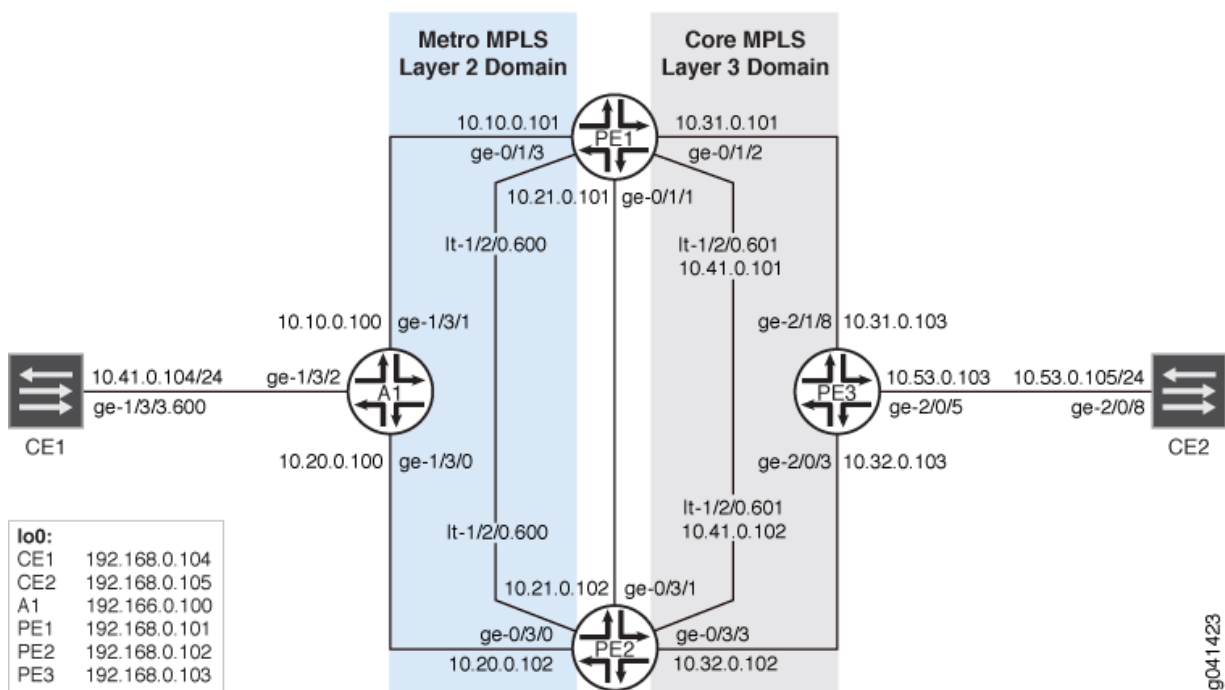 Metro MPLS
Layer 2 Domain
Core MPLS
Layer 3 Domain
10.10.0.101
PE1
10.31.0.101
ge-0/1/3
ge-0/1/2
10.21.0.101
ge-0/1/1
lt-1/2/0.600
lt-1/2/0.601
10.41.0.101
10.10.0.100
ge-1/3/1
ge-2/1/8
10.31.0.103
10.41.0.104/24
ge-1/3/2
A1
PE3
10.53.0.103
10.53.0.105/24
ge-1/3/3.600
ge-2/0/5
ge-2/0/8
CE1
CE2
10.20.0.100
ge-1/3/0
ge-2/0/3
10.32.0.103
lt-1/2/0.600
lt-1/2/0.601
10.41.0.102
10.21.0.102
ge-0/3/1
ge-0/3/0
PE2
ge-0/3/3
10.20.0.102
10.32.0.102
lo0:
CE1 192.168.0.104
CE2 192.168.0.105
A1 192.166.0.100
PE1 192.168.0.101
PE2 192.168.0.102
PE3 192.168.0.103
g041423